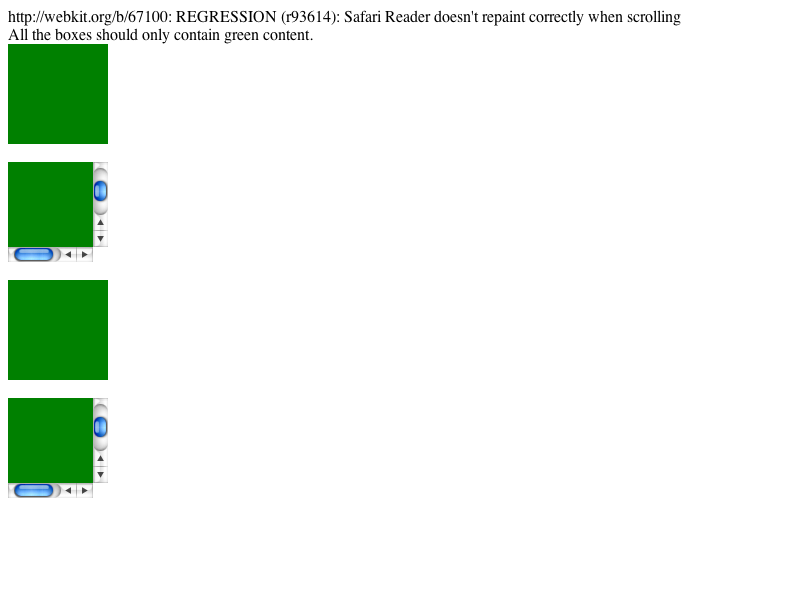 http://webkit.org/b/67100: REGRESSION (r93614): Safari Reader doesn't repaint correctly when scrolling
All the boxes should only contain green content.